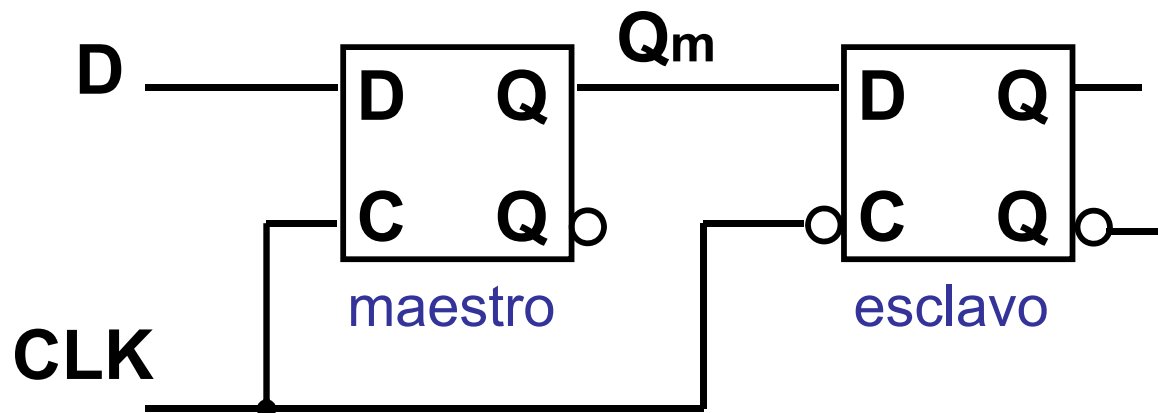 D
Qm
D Q
C Q
D Q
C Q
maestro
esclavo
CLK